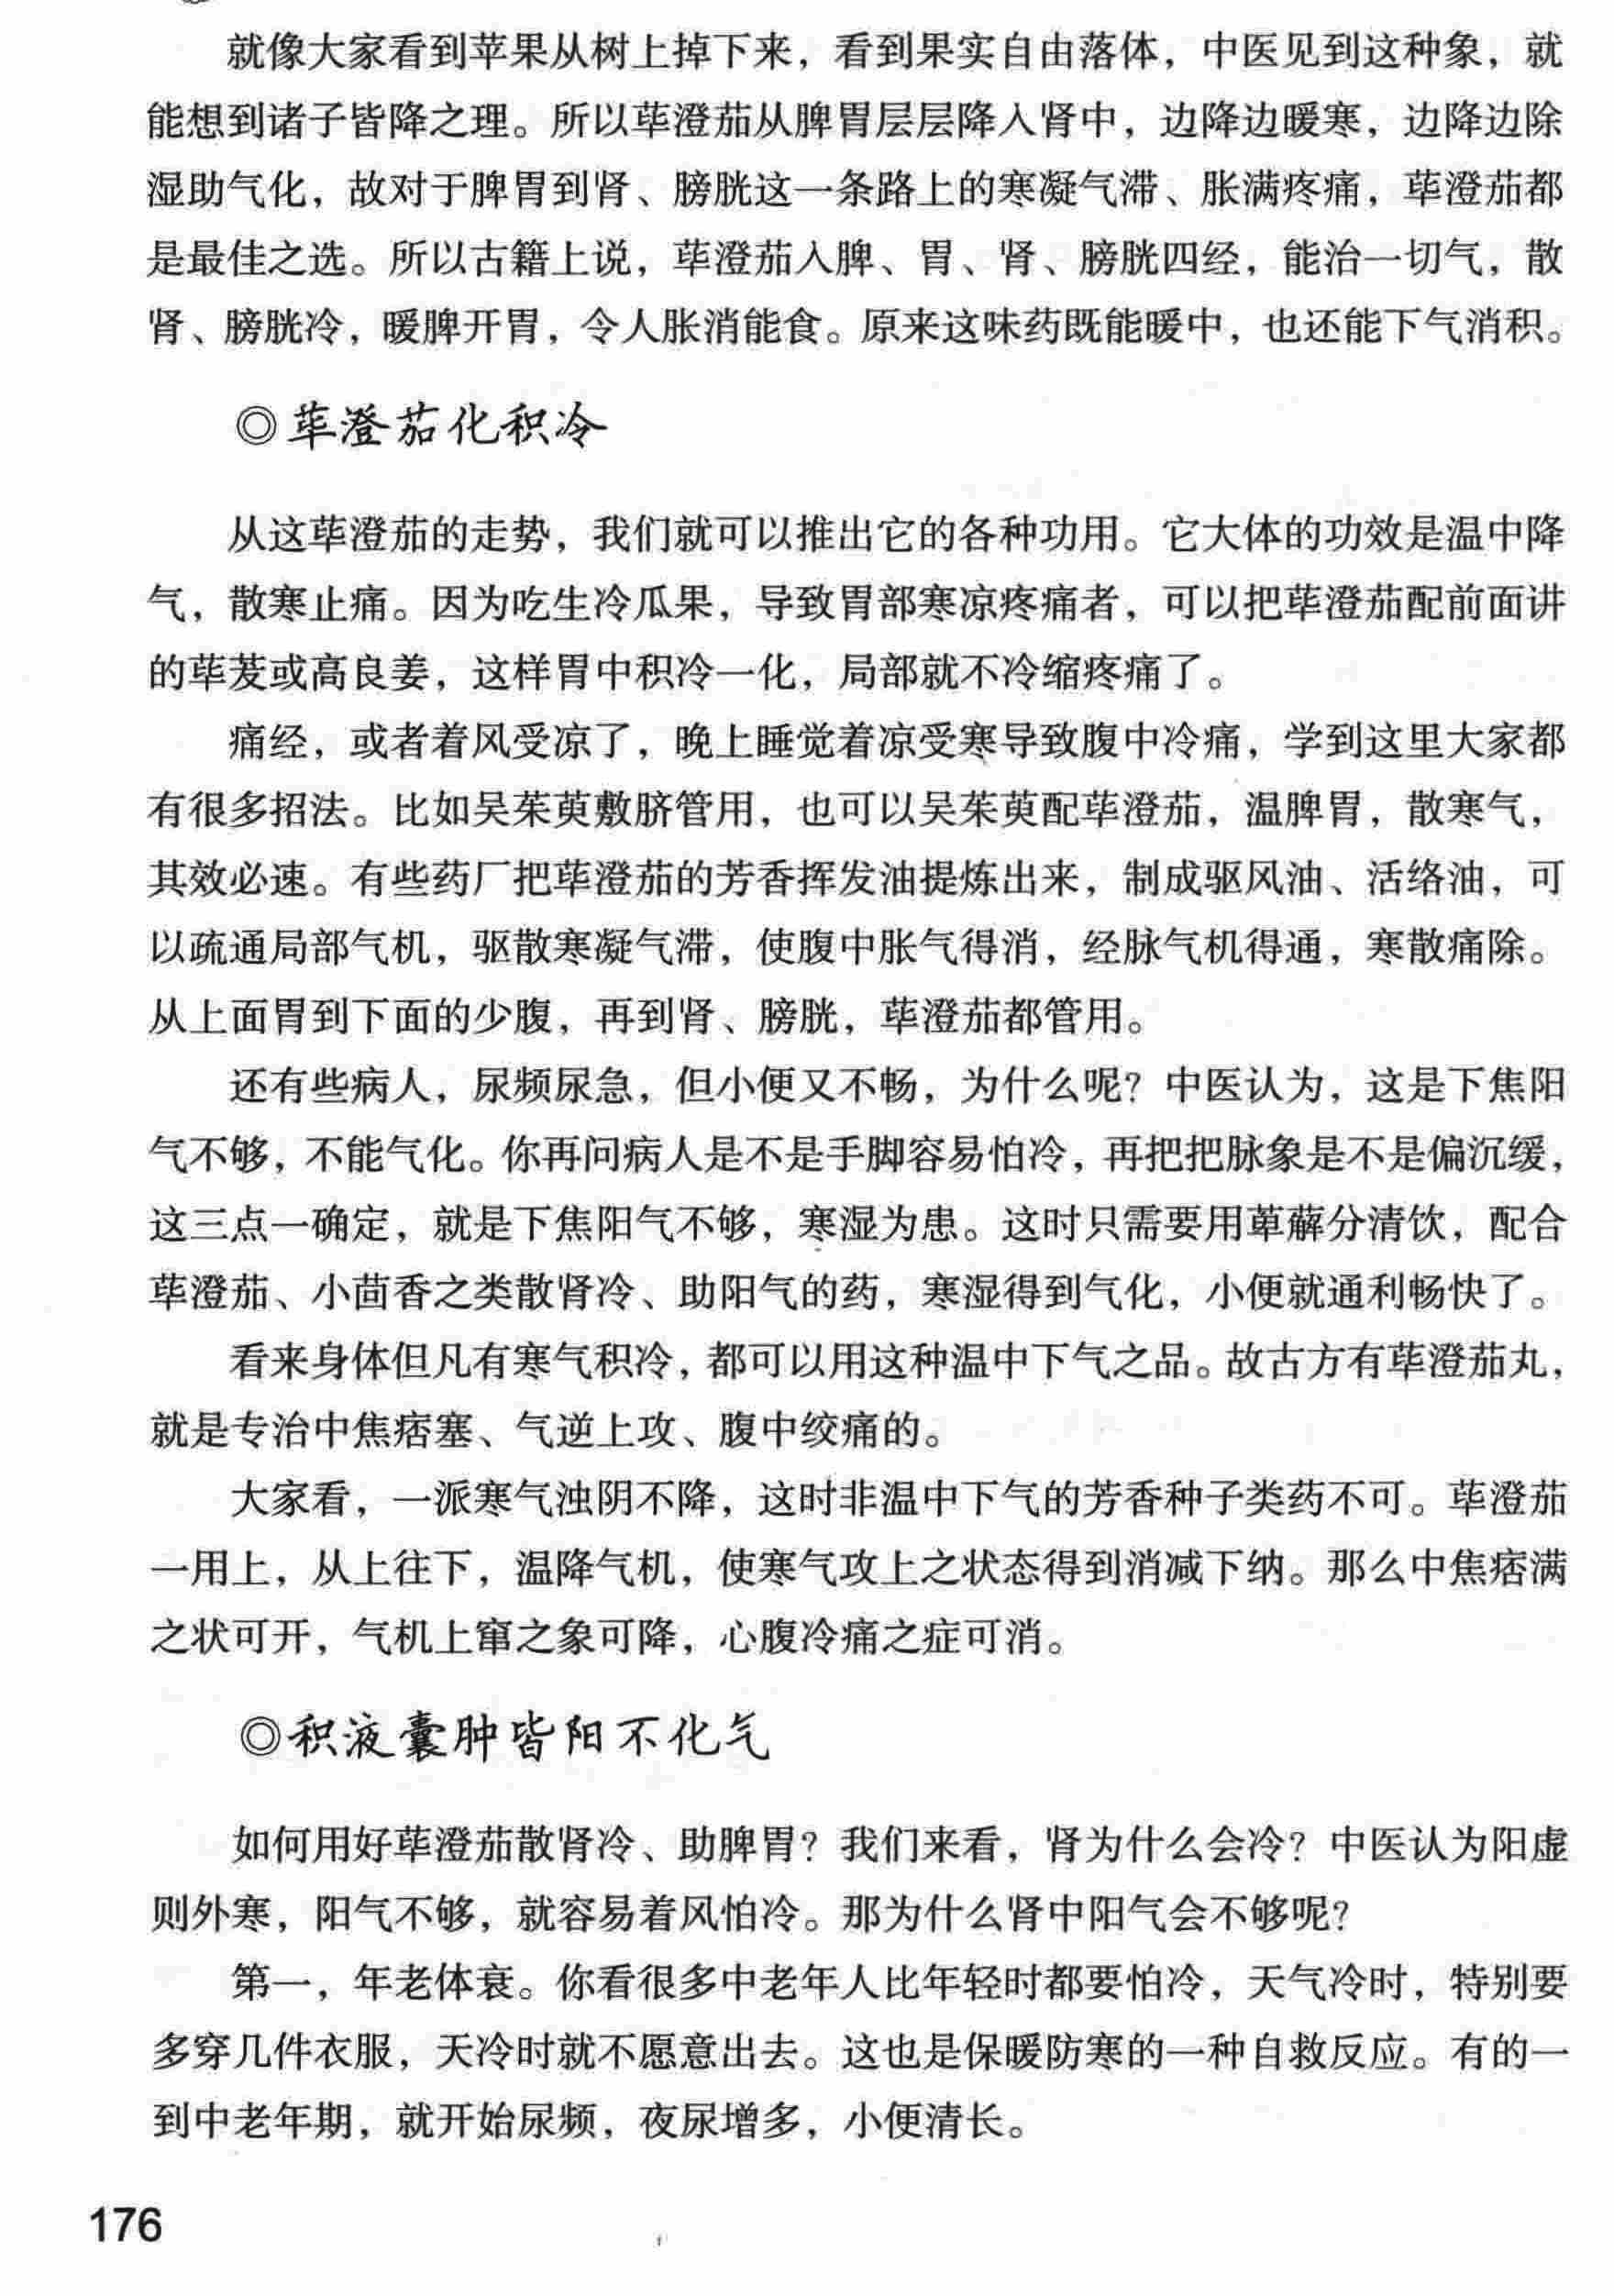 就像大家看到苹果从树上掉下来，看到果实自由落体，中医见到这种象，就
能想到诸子皆降之理。所以荜澄茄从脾胃层层降入肾中，边降边暖寒，边降边除
湿助气化，故对于脾胃到肾、膀胱这一条路上的寒凝气滞、胀满疼痛，荜澄茄都
是最佳之选。所以古籍上说，荜澄茄入脾、胃、肾、膀胱四经，能治一切气，散
肾、膀胱冷，暖脾开胃，令人胀消能食。原来这味药既能暖中，也还能下气消积。
◎荜澄茄化积冷
从这荜澄茄的走势，我们就可以推出它的各种功用。它大体的功效是温中降
气，散寒止痛。因为吃生冷瓜果，导致胃部寒凉疼痛者，可以把荜澄茄配前面讲
的荜茇或高良姜，这样胃中积冷一化，局部就不冷缩疼痛了。
痛经，或者着风受凉了，晚上睡觉着凉受寒导致腹中冷痛，学到这里大家都
有很多招法。比如吴茱萸敷脐管用，也可以吴茱萸配荜澄茄，温脾胃，散寒气，
其效必速。有些药厂把荜澄茄的芳香挥发油提炼出来，制成驱风油、活络油，可
以疏通局部气机，驱散寒凝气滞，使腹中胀气得消，经脉气机得通，寒散痛除。
从上面胃到下面的少腹，再到肾、膀胱，荜澄茄都管用。
还有些病人，尿频尿急，但小便又不畅，为什么呢？中医认为，这是下焦阳
气不够，不能气化。你再问病人是不是手脚容易怕冷，再把把脉象是不是偏沉缓，
这三点一确定，就是下焦阳气不够，寒湿为患。这时只需要用萆薢分清饮，配合
荜澄茄、小茴香之类散肾冷、助阳气的药，寒湿得到气化，小便就通利畅快了。
看来身体但凡有寒气积冷，都可以用这种温中下气之品。故古方有荜澄茄丸，
就是专治中焦痞塞、气逆上攻、腹中绞痛的。
大家看，一派寒气浊阴不降，这时非温中下气的芳香种子类药不可。荜澄茄
一用上，从上往下，温降气机，使寒气攻上之状态得到消减下纳。那么中焦痞满
之状可开，气机上窜之象可降，心腹冷痛之症可消。
◎积液囊肿皆阳不化气
如何用好荜澄茄散肾冷、助脾胃？我们来看，肾为什么会冷？中医认为阳虚
则外寒，阳气不够，就容易着风怕冷。那为什么肾中阳气会不够呢？
第一，年老体衰。你看很多中老年人比年轻时都要怕冷，天气冷时，特别要
多穿几件衣服，天冷时就不愿意出去。这也是保暖防寒的一种自救反应。有的一
到中老年期，就开始尿频，夜尿增多，小便清长。
176